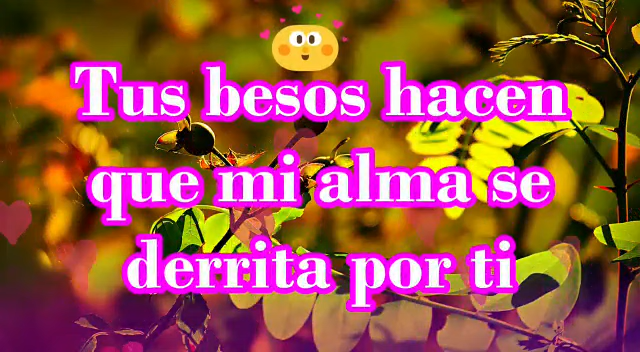 Tus besos hacen
que mi alma se
derrita por ti